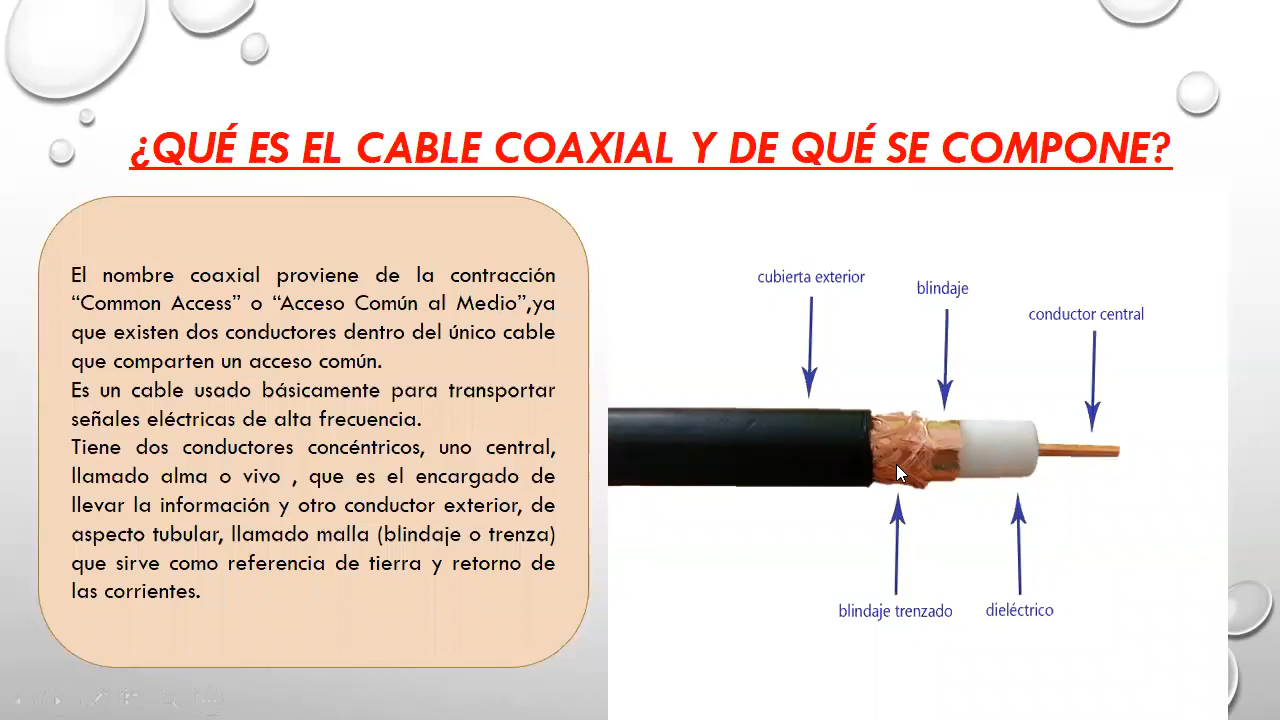 ¿QUÉ ES EL CABLE COAXIAL Y DE QUÉ SE COMPONE?
El nombre coaxial proviene de la contracción
“Common Access” o “Acceso Común al Medio”,ya
que existen dos conductores dentro del único cable
que comparten un acceso común.
Es un cable usado básicamente para transportar
señales eléctricas de alta frecuencia.
Tiene dos conductores concéntricos, uno central,
llamado alma o vivo , que es el encargado de
llevar la información y otro conductor exterior, de
aspecto tubular, llamado malla (blindaje o trenza)
que sirve como referencia de tierra y retorno de
las corrientes.
cubierta exterior
blindaje
conductor central
blindaje trenzado
dieléctrico